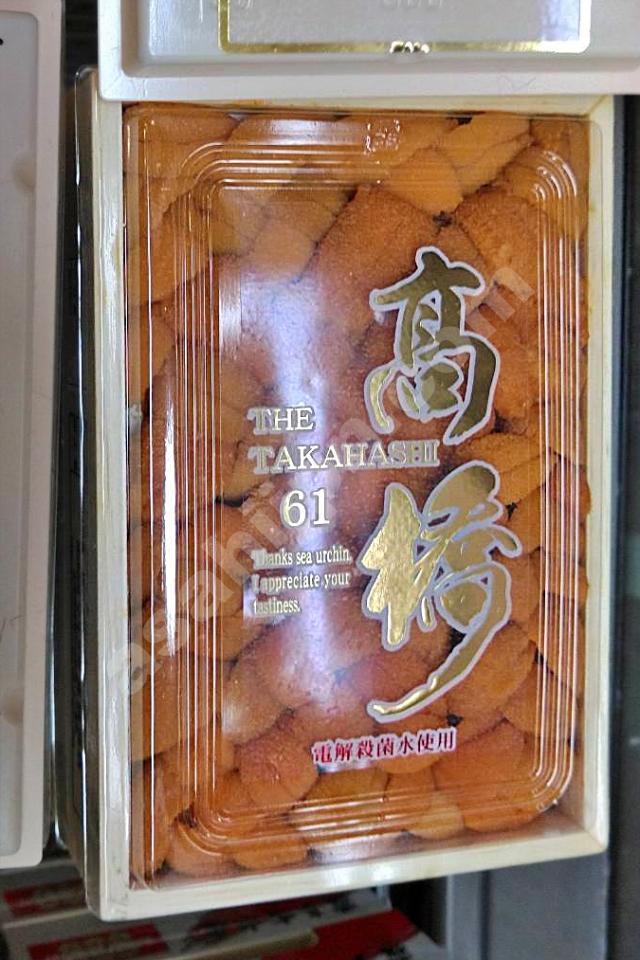 髙橋
THE
TAKAHASHI
61
Thanks sea urchin,
I appreciate your
tastiness.
電解殺菌水使用